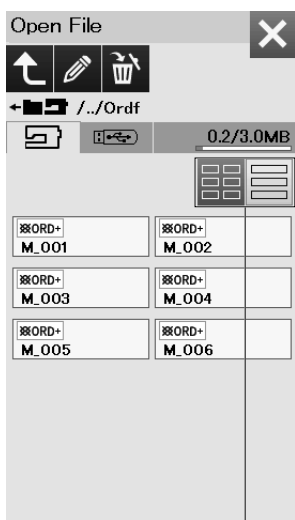 Open File
/../Ordf
0.2/3.0MB
ORD+ ORD+
M_001 M_002
ORD+ ORD+
M_003 M_004
ORD+ ORD+
M_005 M_006